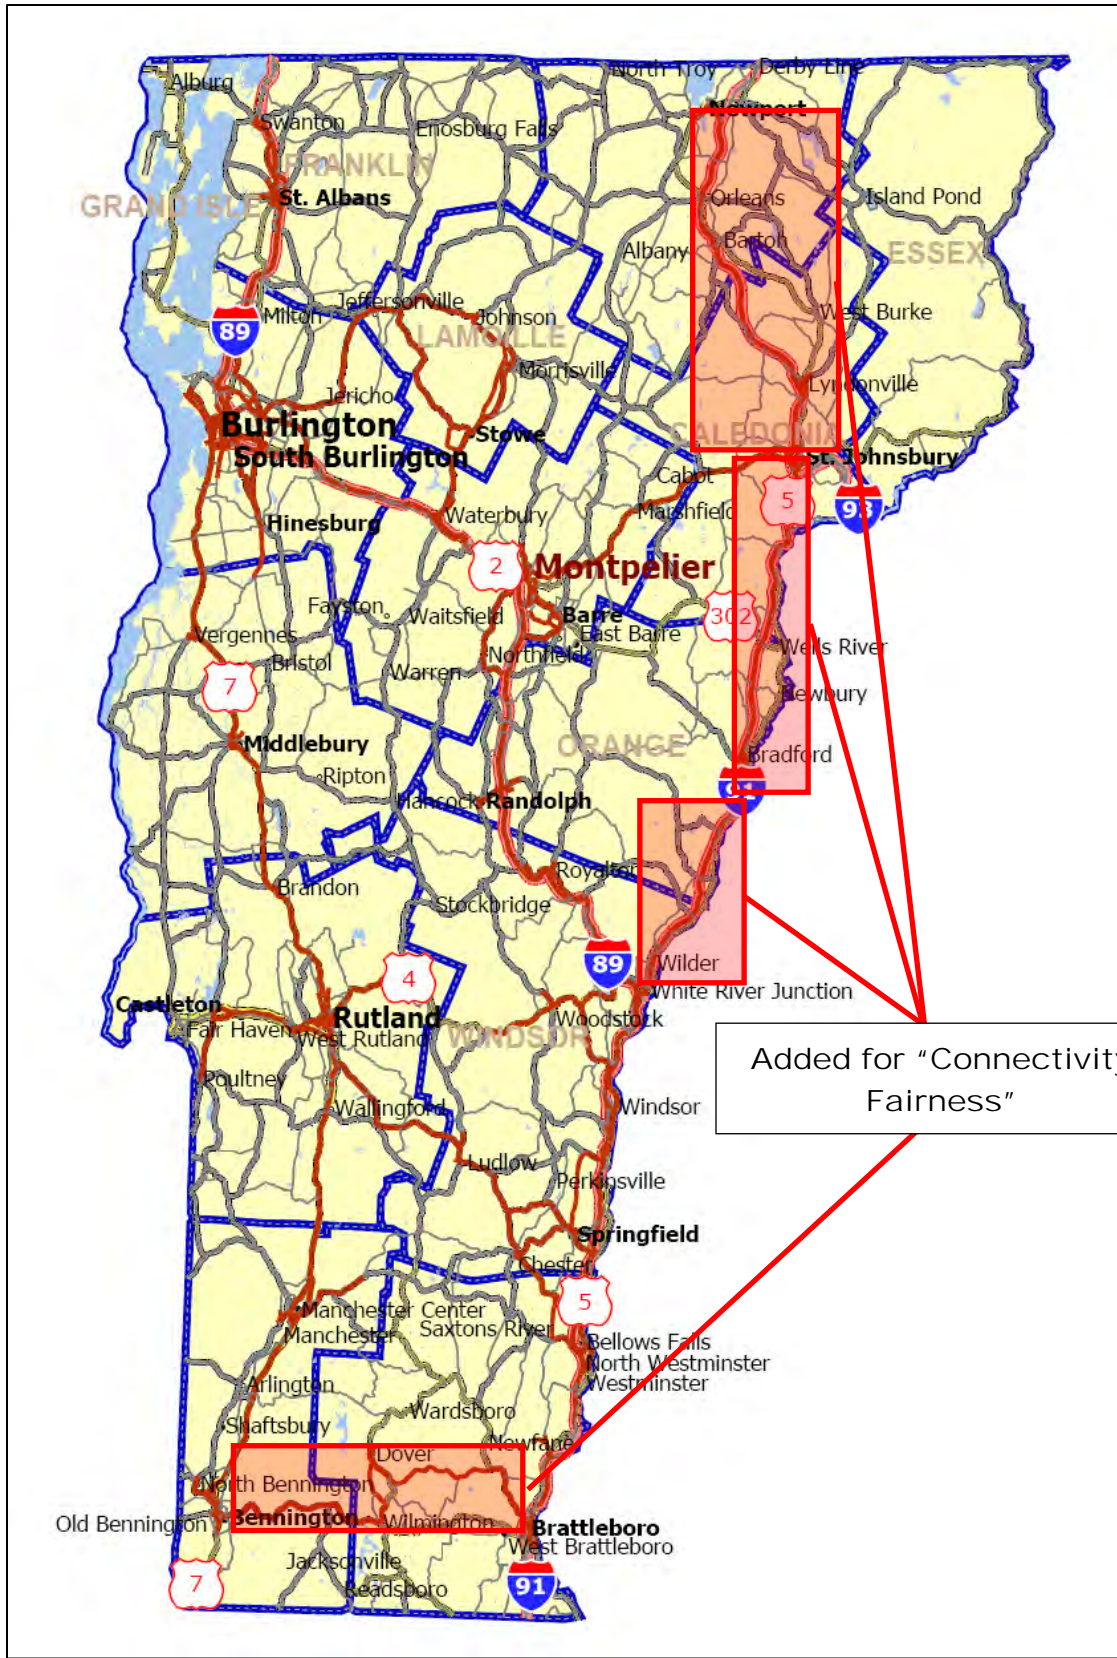 North Troy
Derby Line
Alburg
Newport
Swanton
Enosburg Falls
FRANKLIN
St. Albans
GRAND ISLE
Orleans
Island Pond
Albany
Barton
ESSEX
Jeffersonville
Milton
Johnson
West Burke
89
LAMOILLE
Morrisville
Lyndonville
Jericho
Burlington
Stowe
CALEDONIA
South Burlington
St. Johnsbury
Cabot
5
93
Marshfield
Waterbury
Hinesburg
2
Montpelier
Fayston
Waitsfield
Barre
302
East Barre
Vergennes
Wells River
Northfield
Bristol
Warren
7
Newbury
Middlebury
ORANGE
Bradford
Ripton
91
Hancock
Randolph
Royalton
Brandon
Stockbridge
89
Wilder
4
White River Junction
Castleton
Rutland
Woodstock
Fair Haven
West Rutland
WINDSOR
Added for “Connectivity
Fairness”
Poultney
Wallingford
Windsor
Ludlow
Perkinsville
Springfield
Chester
5
Manchester Center
Saxtons River
Manchester
Bellows Falls
North Westminster
Westminster
Arlington
Wardsboro
Shaftsbury
Newfane
Dover
North Bennington
Old Bennington
Bennington
Wilmington
Brattleboro
West Brattleboro
Jacksonville
7
Readsboro
91